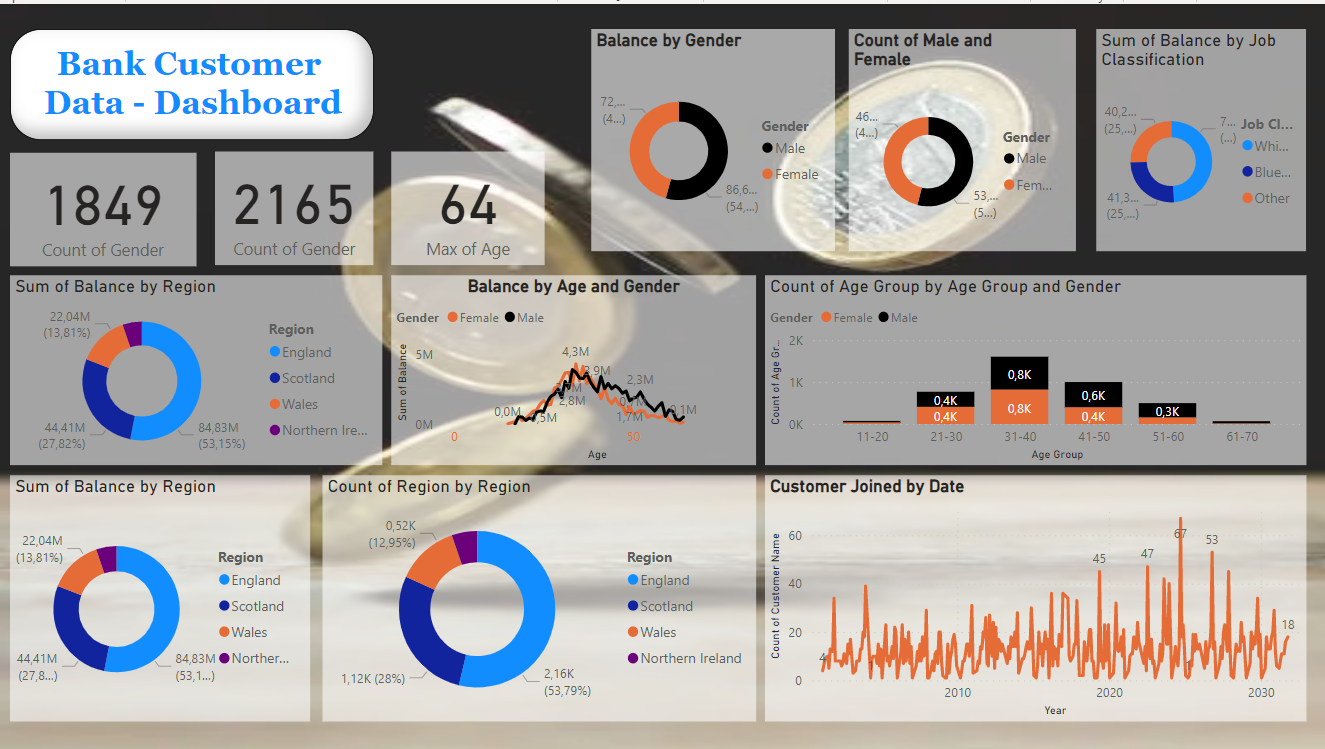 Bank Customer
Data - Dashboard
1849
Count of Gender
2165
Count of Gender
64
Max of Age
Balance by Gender
72,...
(4...)
86,6...
(54,...)
Gender
Male
Female
Count of Male and
Female
46...
(4...)
53,...
(5...)
Gender
Male
Fem...
Sum of Balance by Job
Classification
40,2...
(25,...)
7...
(...)
41,3...
(25,...)
Job Cl...
Whi...
Blue...
Other
Sum of Balance by Region
22,04M
(13,81%)
44,41M
(27,82%)
84,83M
(53,15%)
Region
England
Scotland
Wales
Northern Ire...
Balance by Age and Gender
Gender Female Male
Sum of Balance
5M
0M
4,3M
2,3M
0,0M
2,8M
1,7M
0
50
Age
Count of Age Group by Age Group and Gender
Gender Female Male
Count of Age Gr...
2K
1K
0K
0,4K
0,4K
0,8K
0,8K
0,6K
0,4K
0,3K
11-20
21-30
31-40
41-50
51-60
61-70
Age Group
Sum of Balance by Region
22,04M
(13,81%)
44,41M
(27,8...)
84,83M
(53,1...)
Region
England
Scotland
Wales
Norther...
Count of Region by Region
0,52K
(12,95%)
1,12K (28%)
2,16K
(53,79%)
Region
England
Scotland
Wales
Northern Ireland
Customer Joined by Date
Count of Customer Name
60
40
20
0
4
45
47
67
53
18
2010
2020
2030
Year